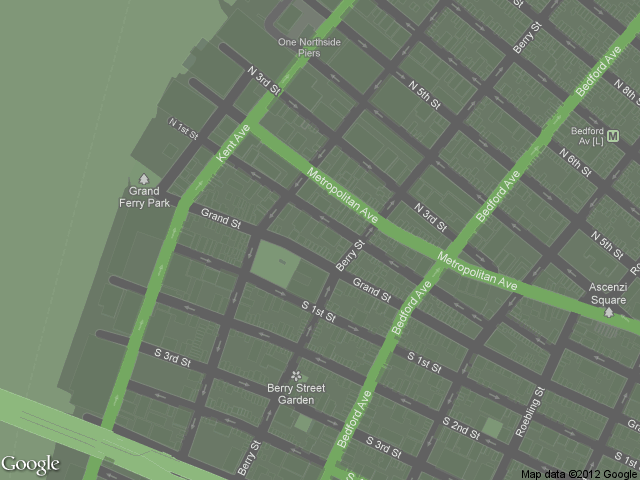 One Northside
Piers
Berry St
Bedford Ave
N 3rd St
N 5th St
N 8th St
N 1st St
Kent Ave
Bedford
Av [L]
M
N 6th St
Metropolitan Ave
Bedford Ave
Grand
Ferry Park
Grand St
N 3rd St
N 5th St
Berry St
Metropolitan Ave
Grand St
Bedford Ave
Ascenzi
Square
S 1st St
S 3rd St
S 1st St
Berry Street
Garden
Roebling St
Bedford Ave
S 2nd St
S 3rd St
Berry St
S 1st St
Google
Map data ©2012 Google